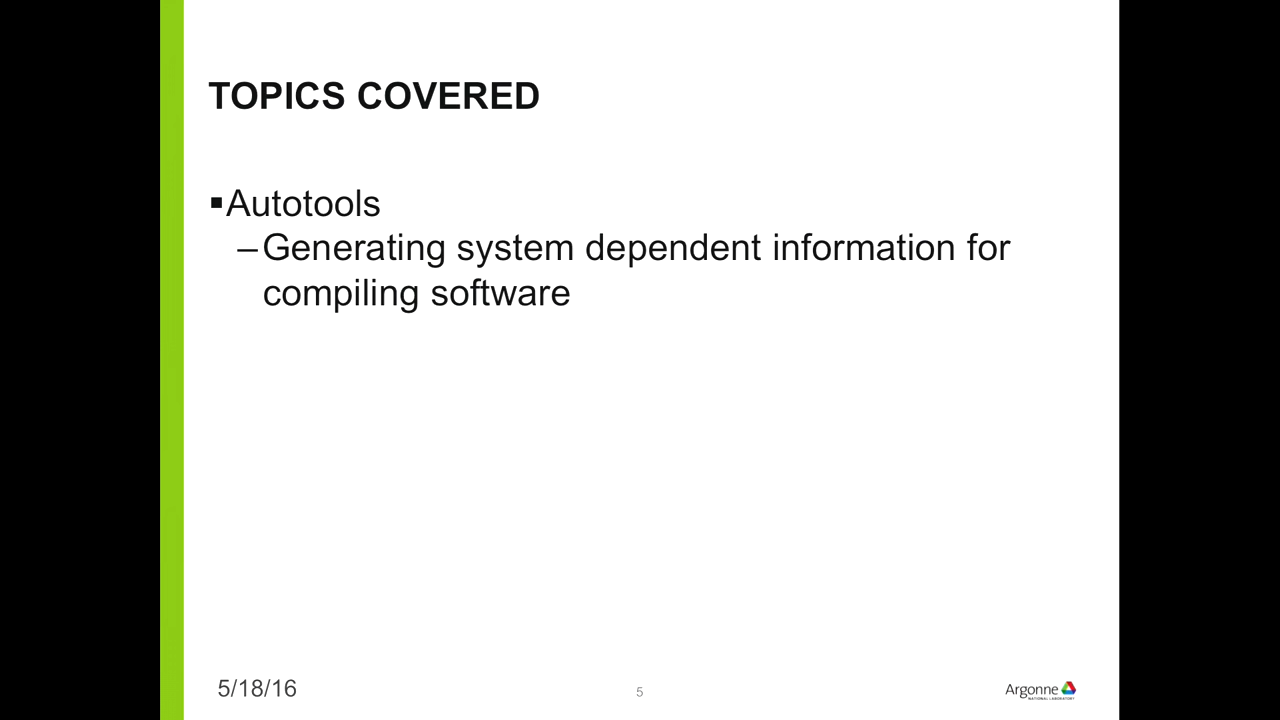 TOPICS COVERED
▪Autotools
–Generating system dependent information for
compiling software
5/18/16
5
Argonne
NATIONAL LABORATORY